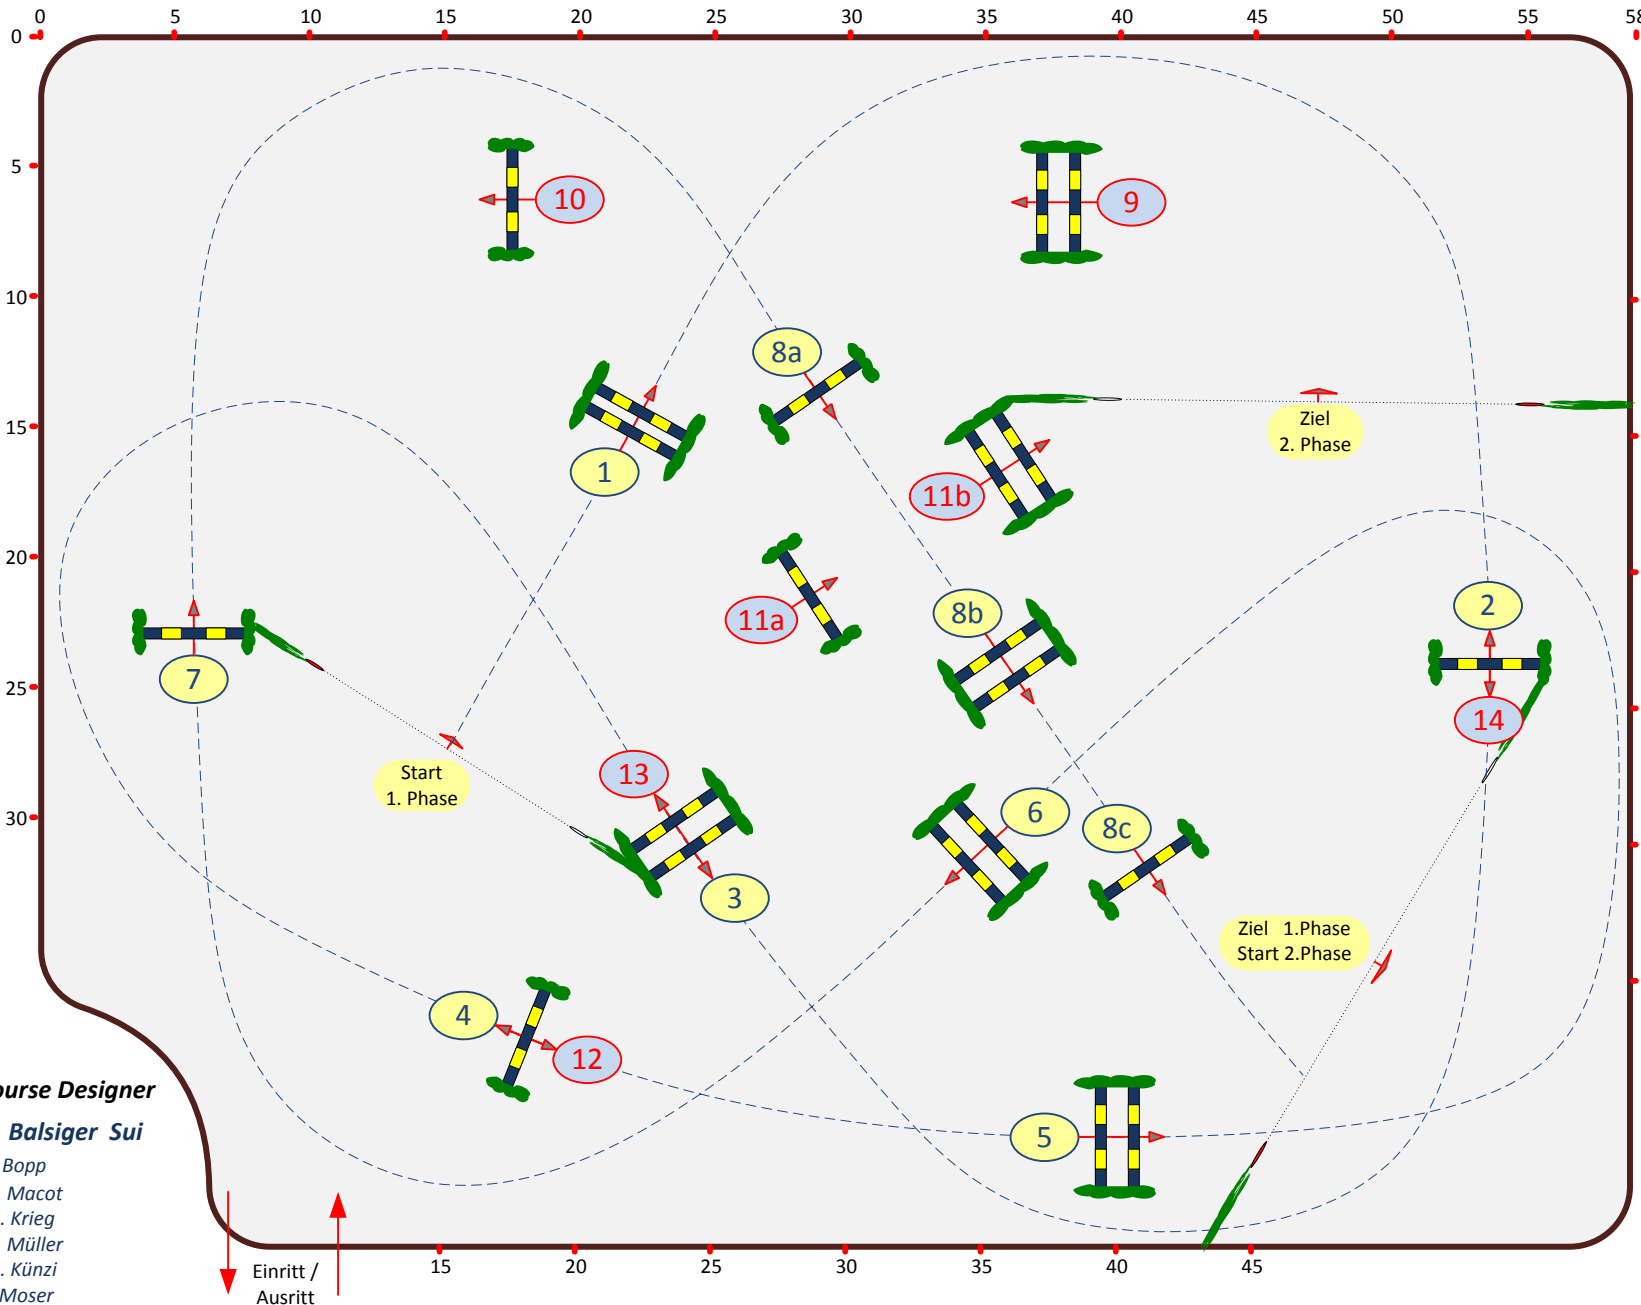 0 5 10 15 20 25 30 35 40 45 50 55 58
0
5
10
15
20
25
30
10
9
8a
1
11b
Ziel
2. Phase
11a
8b
2
7
14
13
Start
1. Phase
6
8c
3
Ziel 1.Phase
Start 2.Phase
4
12
5
ourse Designer
Balsiger Sui
Bopp
Macot
. Krieg
Müller
. Künzi
Moser
Einritt /
Ausritt
15 20 25 30 35 40 45